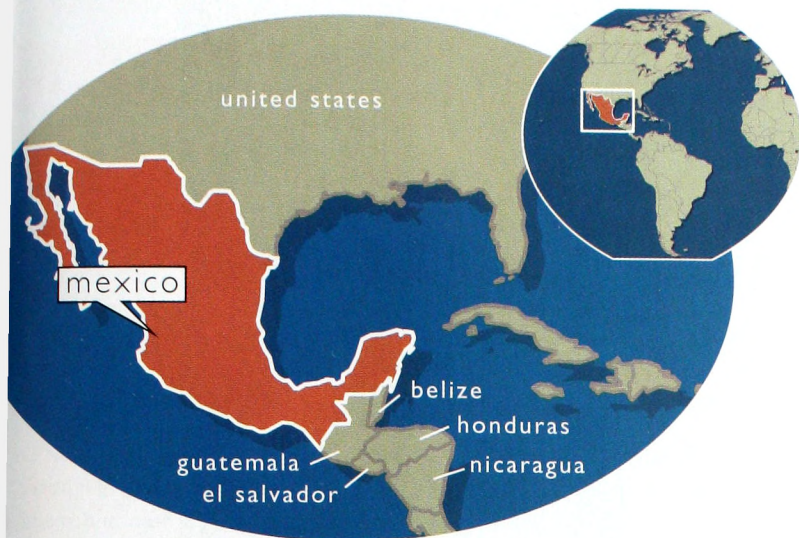 united states
mexico
belize
honduras
guatemala
nicaragua
el salvador